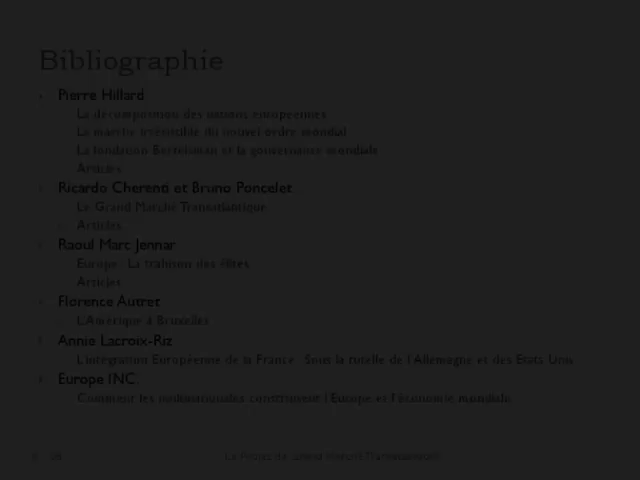 Bibliographie
Pierre Hillard
La décomposition des nations européennes
La marche irrésistible du nouvel ordre mondial
La fondation Bertelsmann et la gouvernance mondiale
Articles
Ricardo Cherenti et Bruno Poncelet
Le Grand Marché Transatlantique
Articles
Raoul Marc Jennar
Europe : La trahison des élites
Articles
Florence Autret
L'Amérique à Bruxelles
Annie Lacroix-Riz
L'intégration Européenne de la France : Sous la tutelle de l'Allemagne et des Etats Unis
Europe INC.
Comment les multinationales construisent l'Europe et l'économie mondiale
Le Projet de Grand Marché Transatlantique